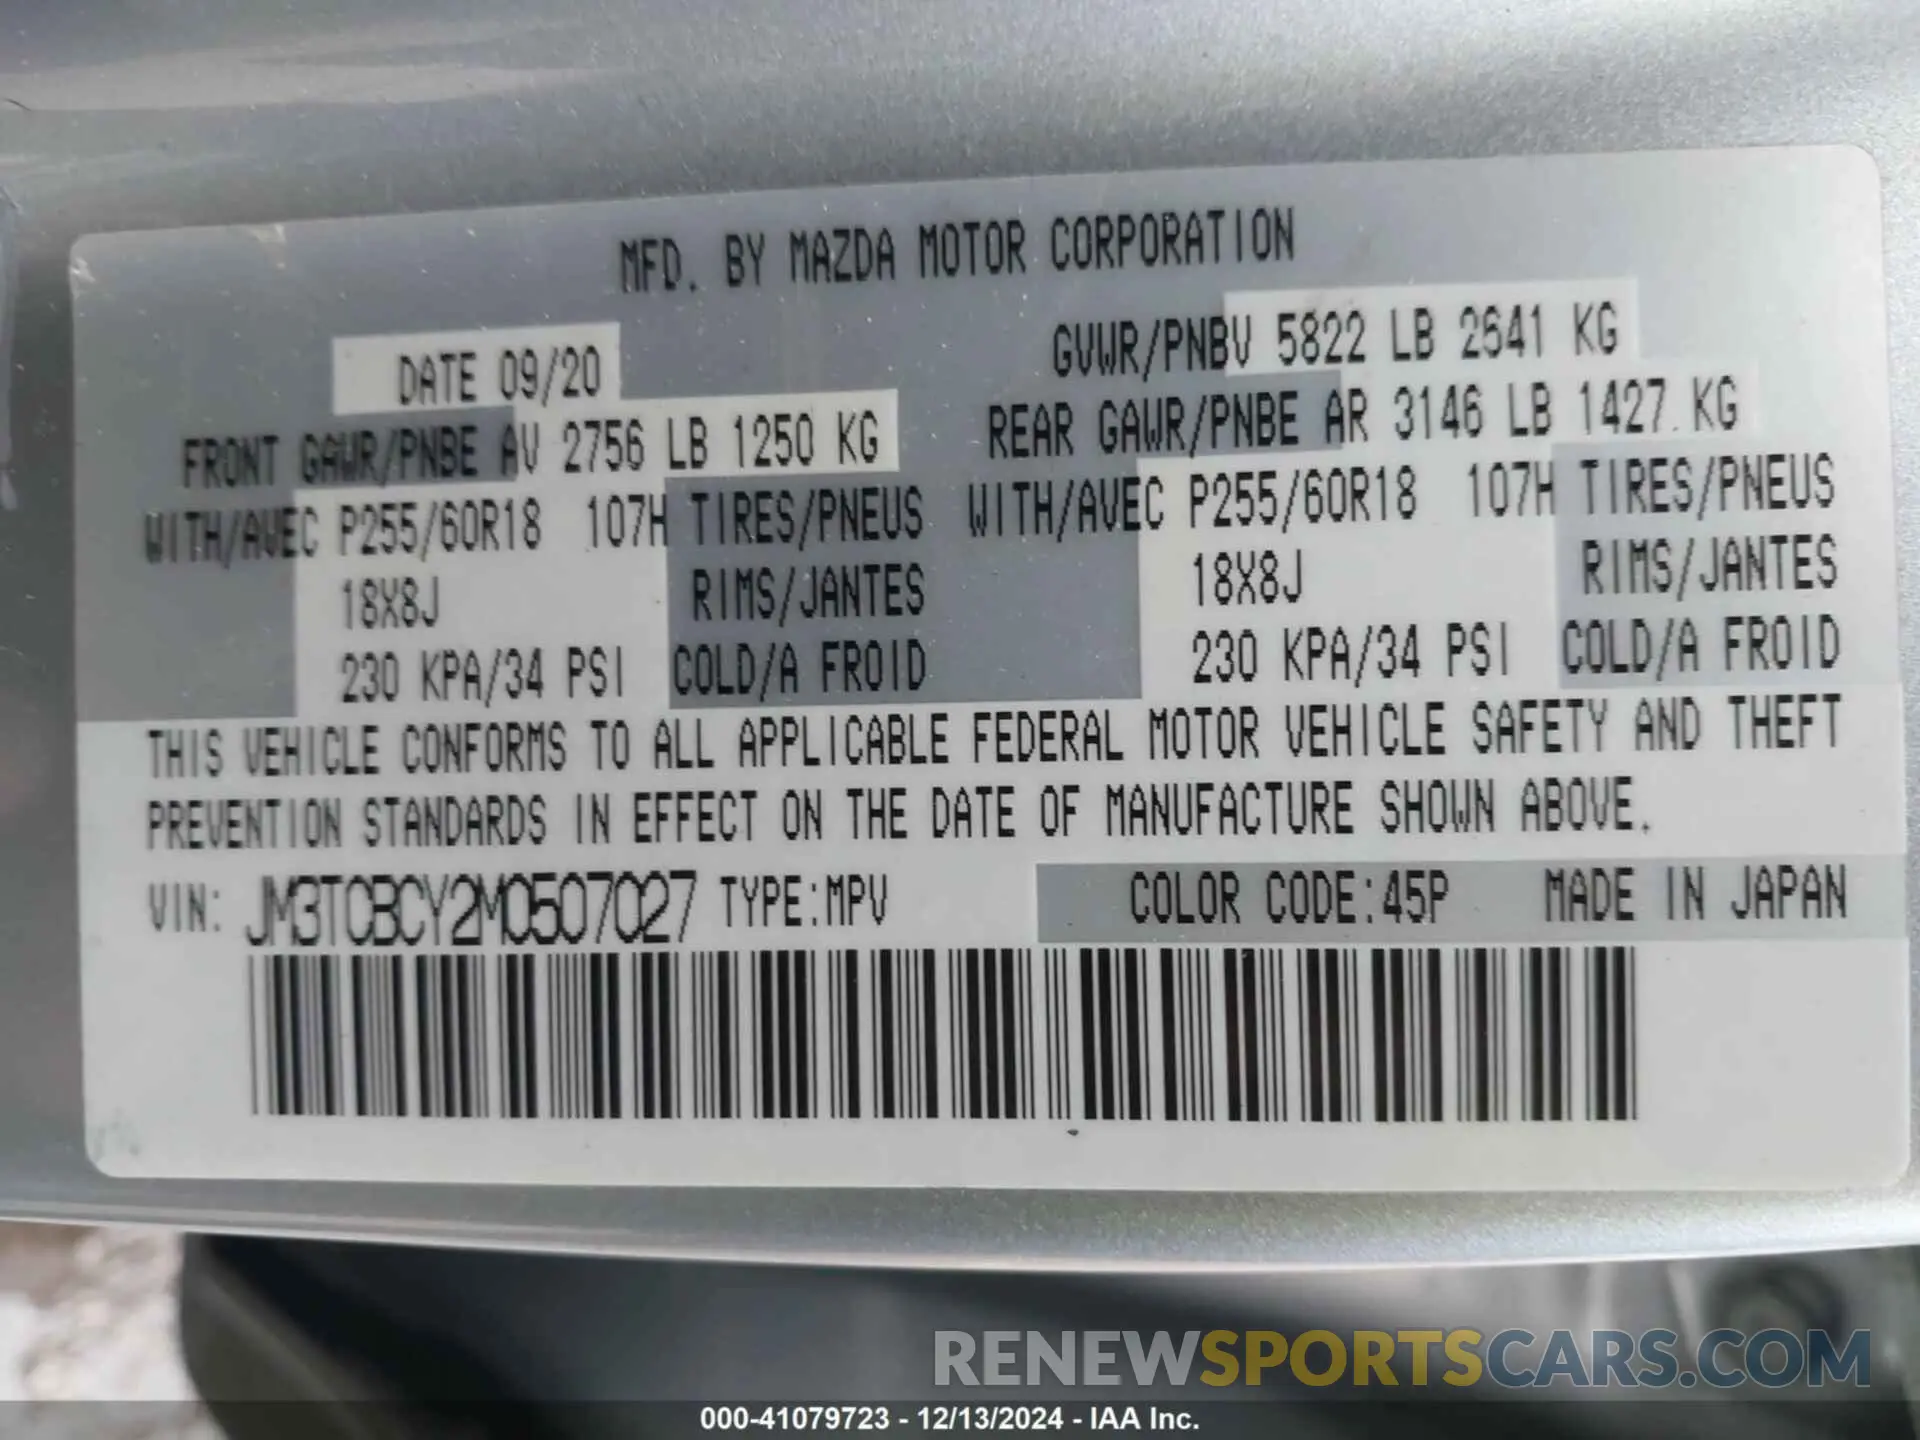 MFD. BY MAZDA MOTOR CORPORATION
DATE 09/20
GVWR/PNBV 5822 LB 2641 KG
FRONT GAWR/PNBE AV 2756 LB 1250 KG
REAR GAWR/PNBE AR 3146 LB 1427 KG
WITH/AVEC P255/60R18 107H TIRES/PNEUS
WITH/AVEC P255/60R18 107H TIRES/PNEUS
18X8J RIMS/JANTES
18X8J RIMS/JANTES
230 KPA/34 PSI COLD/A FROID
230 KPA/34 PSI COLD/A FROID
THIS VEHICLE CONFORMS TO ALL APPLICABLE FEDERAL MOTOR VEHICLE SAFETY AND THEFT
PREVENTION STANDARDS IN EFFECT ON THE DATE OF MANUFACTURE SHOWN ABOVE.
VIN: JM3TCBCY2M0507027 TYPE:MPV COLOR CODE:45P MADE IN JAPAN
RENEWSPORTSCARS.COM
000-41079723 - 12/13/2024 - IAA Inc.